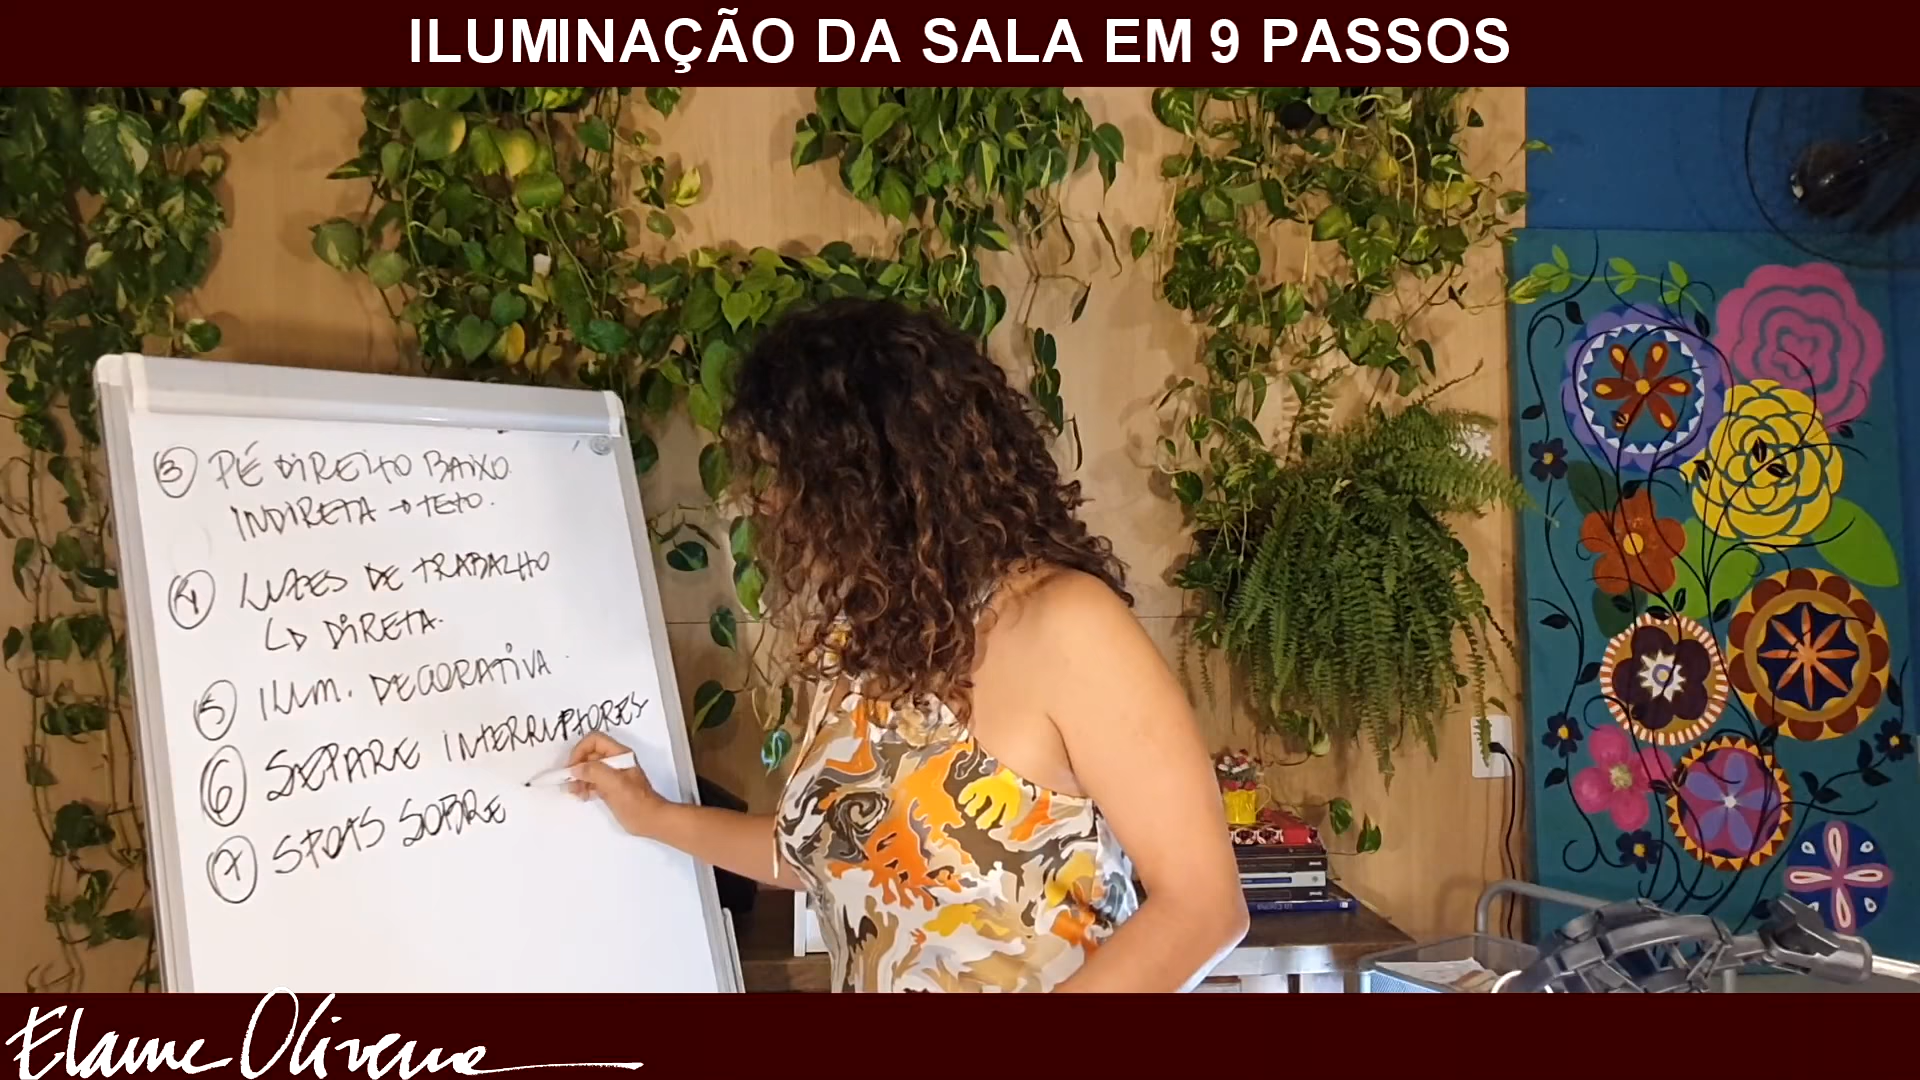 ILUMINAÇÃO DA SALA EM 9 PASSOS
3 PÉ DIREITO BAIXO
INDIRETA → TETO.
4 LUZES DE TRABALHO
↳ DIRETA.
5 ILUM. DECORATIVA.
6 SEPARE INTERRUPTORES
7 SPOTS SOBRE
Elaine Oliveira